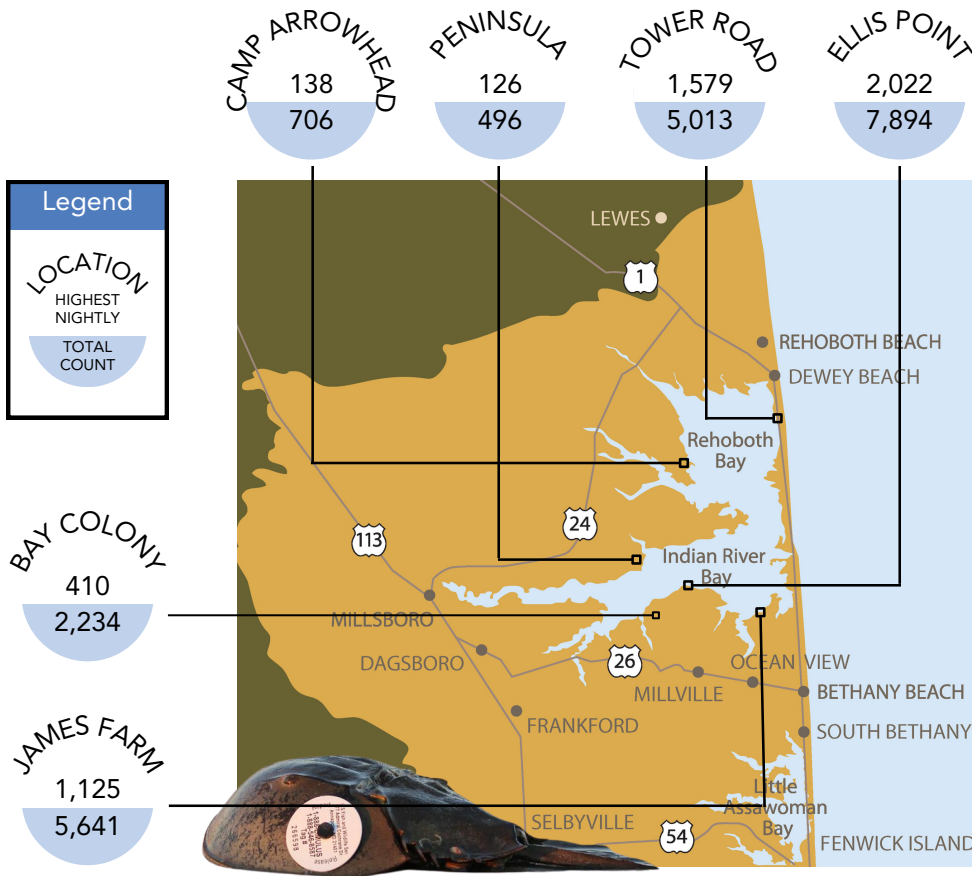 CAMP ARROWHEAD
138
706
PENINSULA
126
496
TOWER ROAD
1,579
5,013
ELLIS POINT
2,022
7,894
Legend
LOCATION
HIGHEST
NIGHTLY
TOTAL
COUNT
BAY COLONY
410
2,234
JAMES FARM
1,125
5,641
LEWES
1
REHOBOTH BEACH
DEWEY BEACH
Rehoboth
Bay
24
113
Indian River
Bay
MILLSBORO
DAGSBORO
26
OCEAN VIEW
MILLVILLE
BETHANY BEACH
FRANKFORD
SOUTH BETHANY
Little
Assawoman
Bay
SELBYVILLE
54
FENWICK ISLAND
Tag #